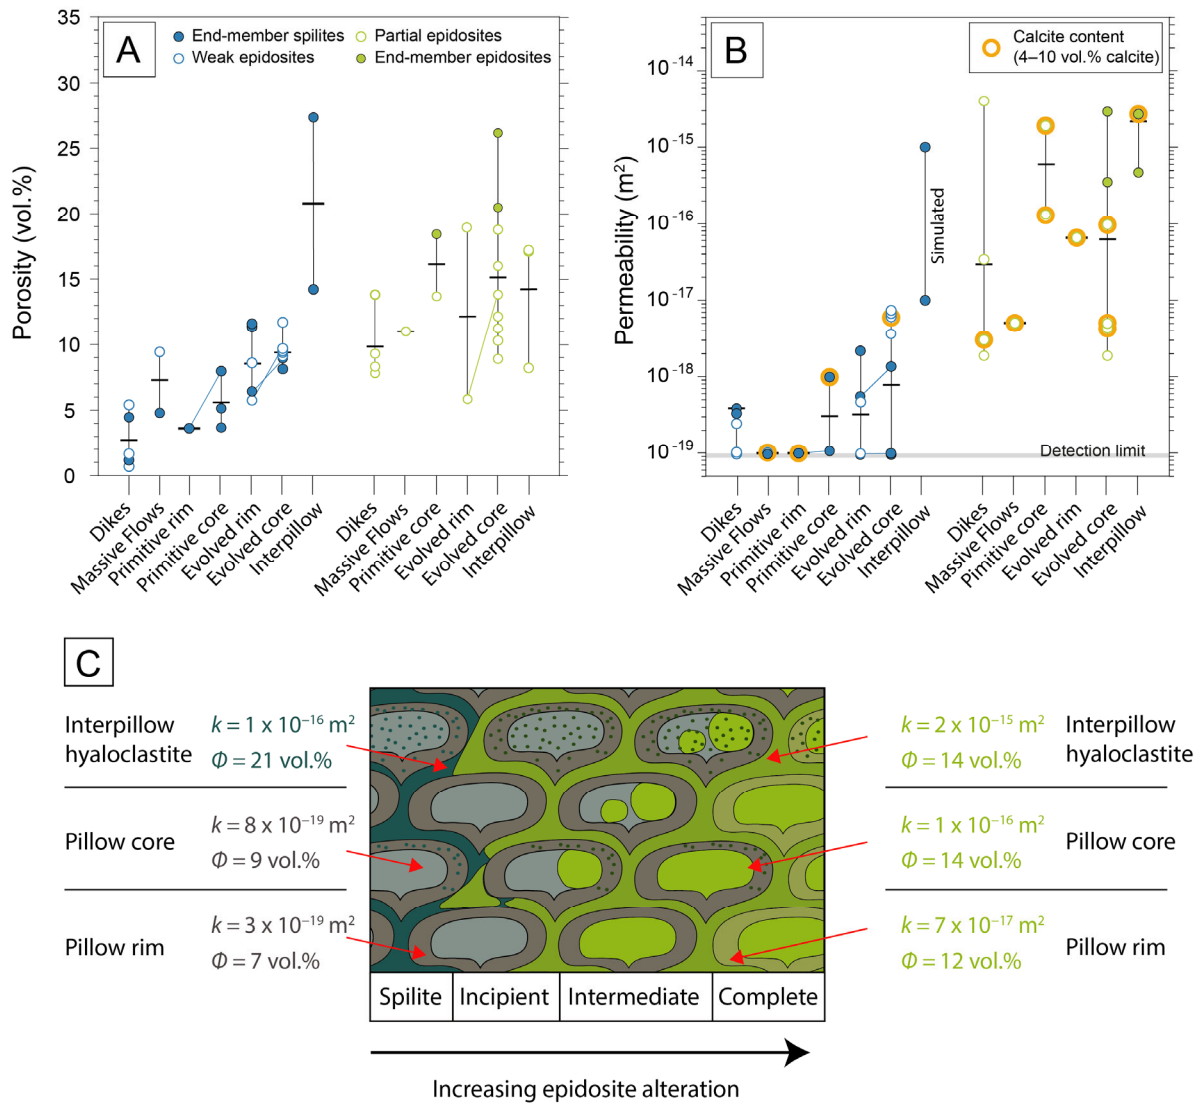 A
End-member spilites
Weak epidosites
Partial epidosites
End-member epidosites
Porosity (vol.%)
35
30
25
20
15
10
5
0
Dikes
Massive Flows
Primitive rim
Primitive core
Evolved rim
Evolved core
Interpillow
Dikes
Massive Flows
Primitive core
Evolved rim
Evolved core
Interpillow
B
Calcite content
(4–10 vol.% calcite)
Permeability (m²)
10⁻¹⁴
10⁻¹⁵
10⁻¹⁶
10⁻¹⁷
10⁻¹⁸
10⁻¹⁹
Simulated
Detection limit
Dikes
Massive Flows
Primitive rim
Primitive core
Evolved rim
Evolved core
Interpillow
Dikes
Massive Flows
Pimitive core
Evolved rim
Evolved core
Interpillow
C
Interpillow
hyaloclastite
k = 1 x 10⁻¹⁶ m²
Φ = 21 vol.%
Pillow core
k = 8 x 10⁻¹⁹ m²
Φ = 9 vol.%
Pillow rim
k = 3 x 10⁻¹⁹ m²
Φ = 7 vol.%
k = 2 x 10⁻¹⁵ m²
Φ = 14 vol.%
Interpillow
hyaloclastite
k = 1 x 10⁻¹⁶ m²
Φ = 14 vol.%
Pillow core
k = 7 x 10⁻¹⁷ m²
Φ = 12 vol.%
Pillow rim
Spilite
Incipient
Intermediate
Complete
Increasing epidosite alteration